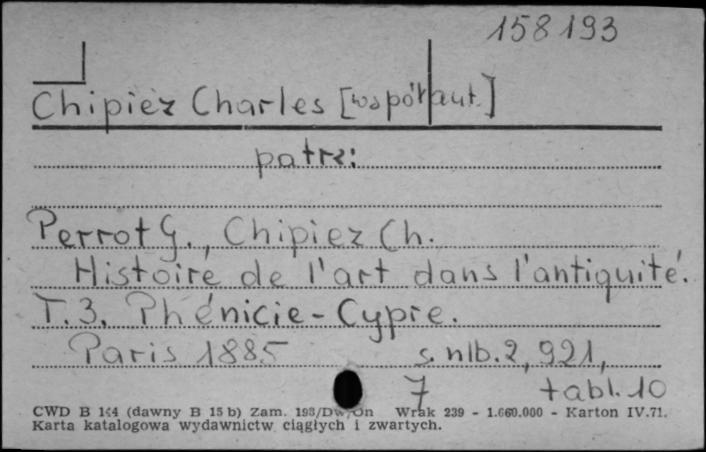 158193
Chipiez Charles [współaut.]
patrz:
Perrot G., Chipiez Ch.
Histoire de l'art dans l'antiquité.
T.3. Phénicie - Cypre.
Paris 1885 s. nlb. 2, 921,
7 tabl. 10
CWD B 144 (dawny B 15 b) Zam. 193/Dw/On Wrak 239 - 1.660.000 - Karton IV.71.
Karta katalogowa wydawnictw ciągłych i zwartych.